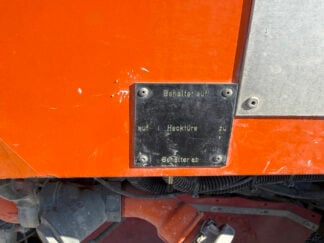 Behälter auf
auf Hecktüre zu
Behälter ab